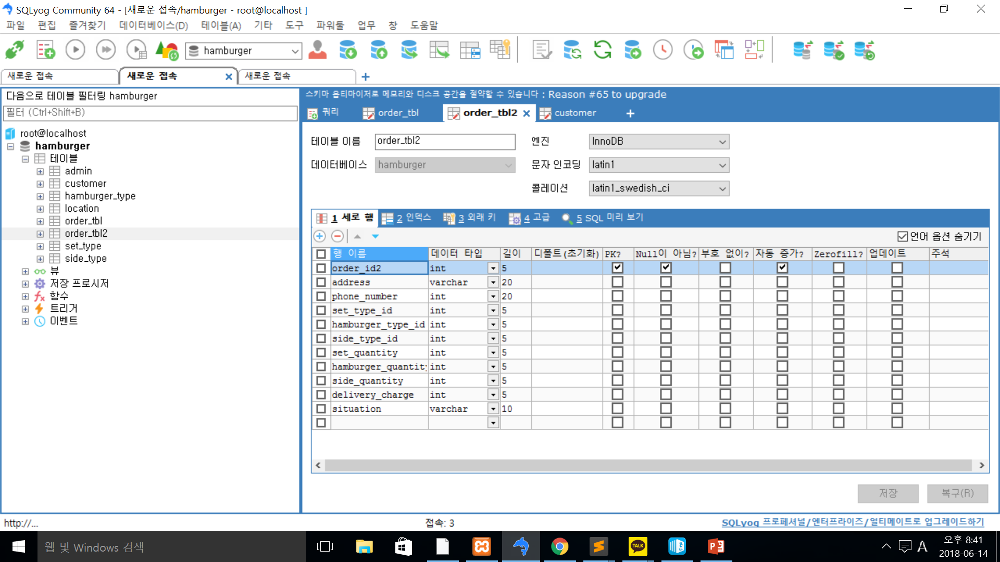 SQLyog Community 64 - [새로운 접속/hamburger - root@localhost ]
파일 편집 즐겨찾기 데이터베이스(D) 테이블(A) 기타 도구 파워툴 업무 창 도움말
hamburger
새로운 접속 새로운 접속 새로운 접속
다음으로 테이블 필터링 hamburger
필터 (Ctrl+Shift+B)
root@localhost
hamburger
테이블
admin
customer
hamburger_type
location
order_tbl
order_tbl2
set_type
side_type
뷰
저장 프로시저
함수
트리거
이벤트
스키마 옵티마이저로 메모리와 디스크 공간을 절약할 수 있습니다 : Reason #65 to upgrade
쿼리 order_tbl order_tbl2 customer
테이블 이름 order_tbl2 엔진 InnoDB
데이터베이스 hamburger 문자 인코딩 latin1
콜레이션 latin1_swedish_ci
1 세로 행 2 인덱스 3 외래 키 4 고급 5 SQL 미리 보기
언어 옵션 숨기기
행 이름 데이터 타입 길이 디폴트(초기화) PK? Null이 아님? 부호 없이? 자동 증가? Zerofill? 업데이트 주석
order_id2 int 5
address varchar 20
phone_number int 20
set_type_id int 5
hamburger_type_id int 5
side_type_id int 5
set_quantity int 5
hamburger_quantity int 5
side_quantity int 5
delivery_charge int 5
situation varchar 10
저장 복구(R)
http://...
접속: 3
SQLyog 프로페셔널/엔터프라이즈/얼티메이트로 업그레이드하기
웹 및 Windows 검색
TALK
A
오후 8:41
2018-06-14